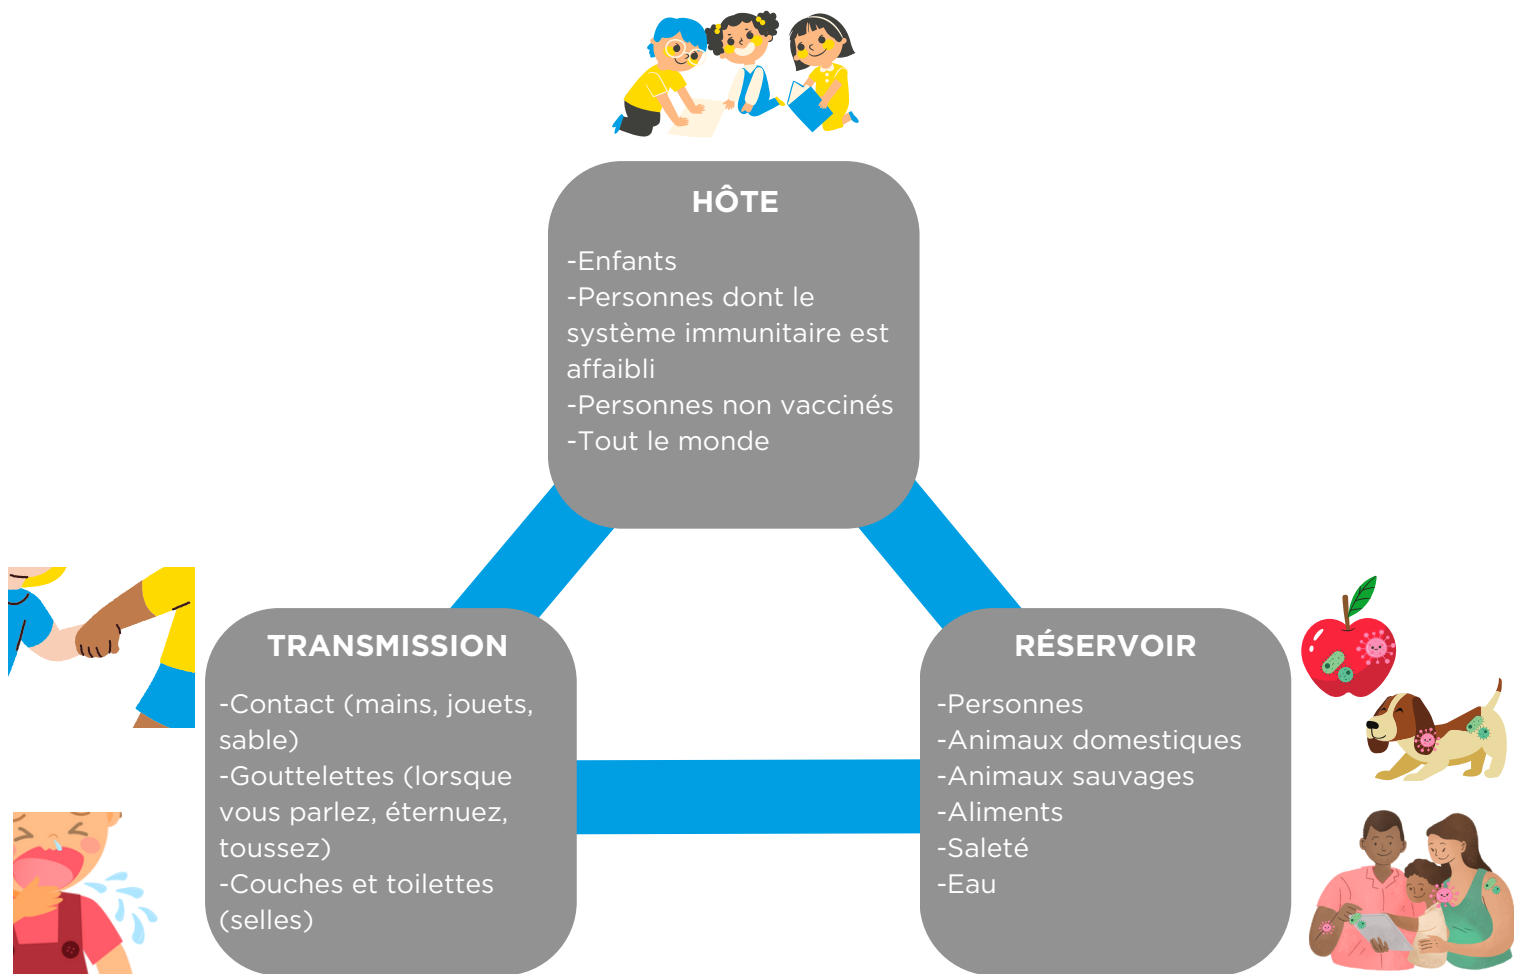 HÔTE
-Enfants
-Personnes dont le
système immunitaire est
affaibli
-Personnes non vaccinés
-Tout le monde
TRANSMISSION
-Contact (mains, jouets,
sable)
-Gouttelettes (lorsque
vous parlez, éternuez,
toussez)
-Couches et toilettes
(selles)
RÉSERVOIR
-Personnes
-Animaux domestiques
-Animaux sauvages
-Aliments
-Saleté
-Eau